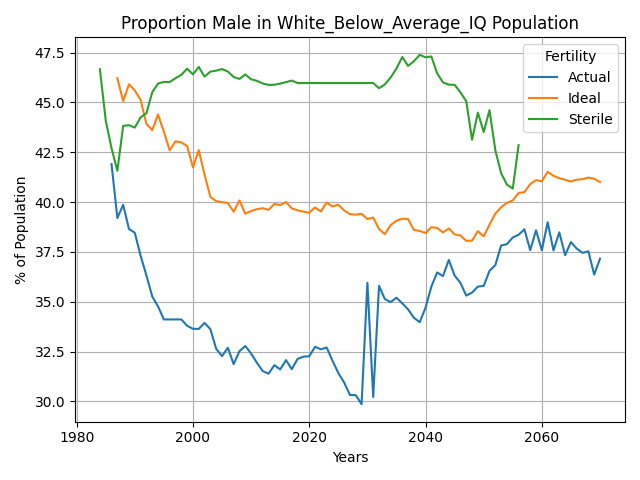 Proportion Male in White_Below_Average_IQ Population
Fertility
Actual
Ideal
Sterile
% of Population
47.5
45.0
42.5
40.0
37.5
35.0
32.5
30.0
1980
2000
2020
2040
2060
Years